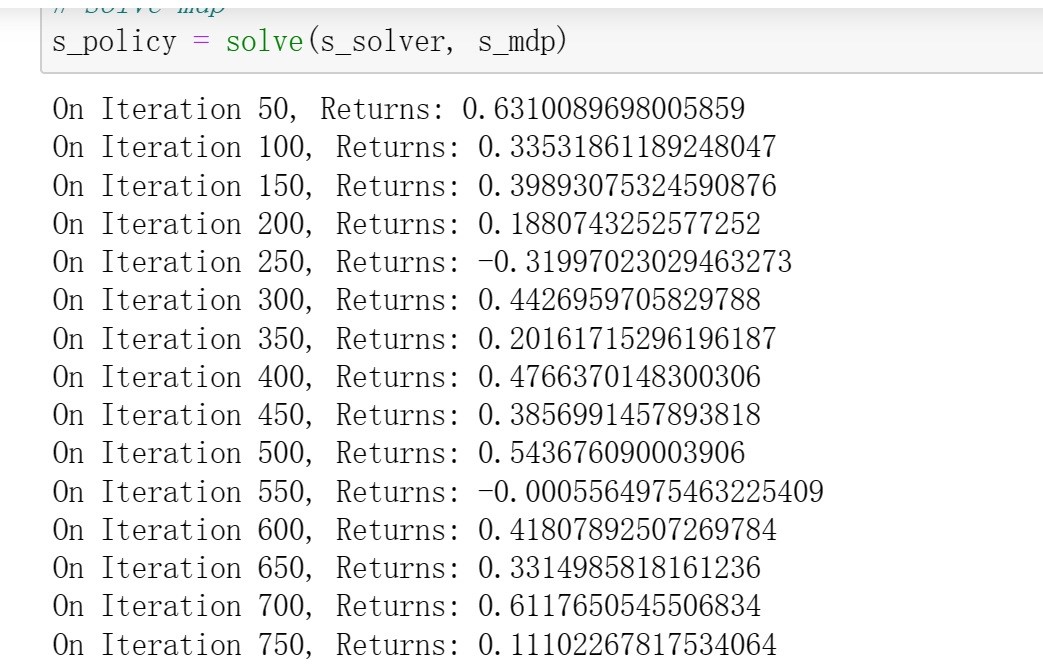 # Solve mdp
s_policy = solve(s_solver, s_mdp)
On Iteration 50, Returns: 0.6310089698005859
On Iteration 100, Returns: 0.33531861189248047
On Iteration 150, Returns: 0.39893075324590876
On Iteration 200, Returns: 0.1880743252577252
On Iteration 250, Returns: -0.31997023029463273
On Iteration 300, Returns: 0.4426959705829788
On Iteration 350, Returns: 0.20161715296196187
On Iteration 400, Returns: 0.4766370148300306
On Iteration 450, Returns: 0.3856991457893818
On Iteration 500, Returns: 0.543676090003906
On Iteration 550, Returns: -0.0005564975463225409
On Iteration 600, Returns: 0.41807892507269784
On Iteration 650, Returns: 0.3314985818161236
On Iteration 700, Returns: 0.6117650545506834
On Iteration 750, Returns: 0.11102267817534064